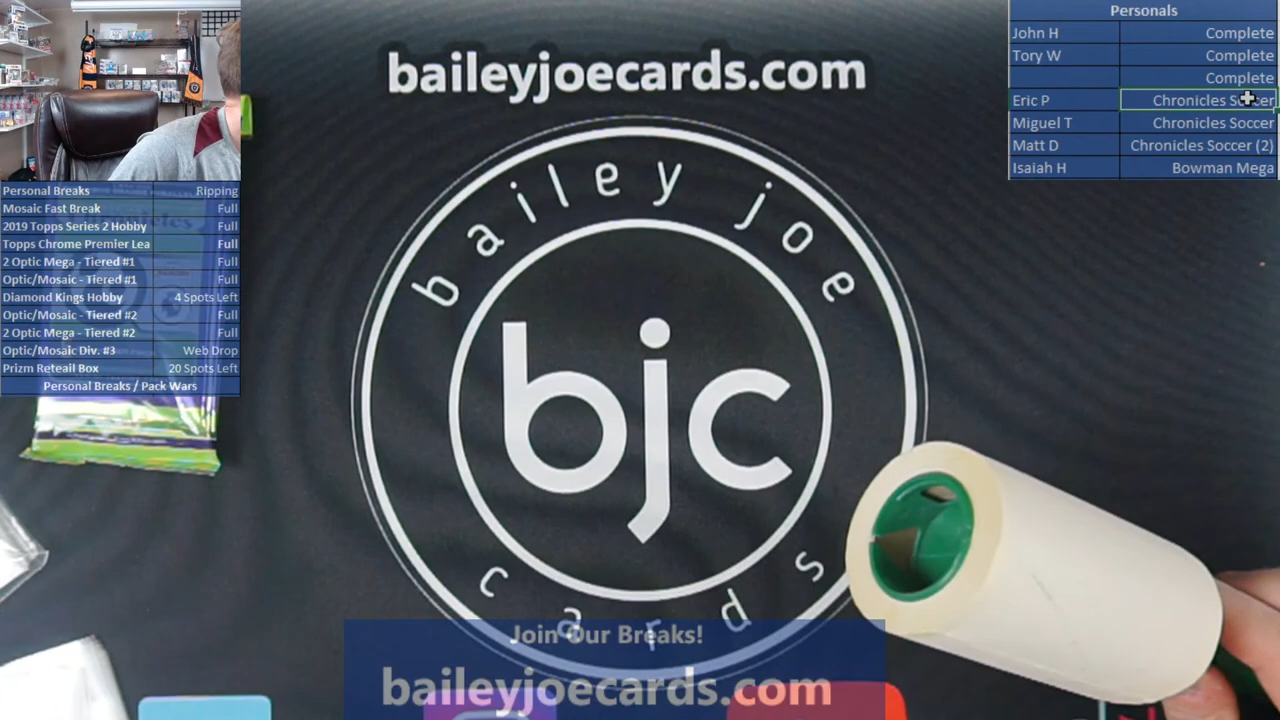 baileyjoecards.com
Personals
John H Complete
Tory W Complete
Complete
Eric P Chronicles Soccer
Miguel T Chronicles Soccer
Matt D Chronicles Soccer (2)
Isaiah H Bowman Mega
Personal Breaks Ripping
Mosaic Fast Break Full
2019 Topps Series 2 Hobby Full
Topps Chrome Premier Lea Full
2 Optic Mega - Tiered #1 Full
Optic/Mosaic - Tiered #1 Full
Diamond Kings Hobby 4 Spots Left
Optic/Mosaic - Tiered #2 Full
2 Optic Mega - Tiered #2 Full
Optic/Mosaic Div. #3 Web Drop
Prizm Reteail Box 20 Spots Left
Personal Breaks / Pack Wars
bailey joe
bjc
cards
Join Our Breaks!
baileyjoecards.com